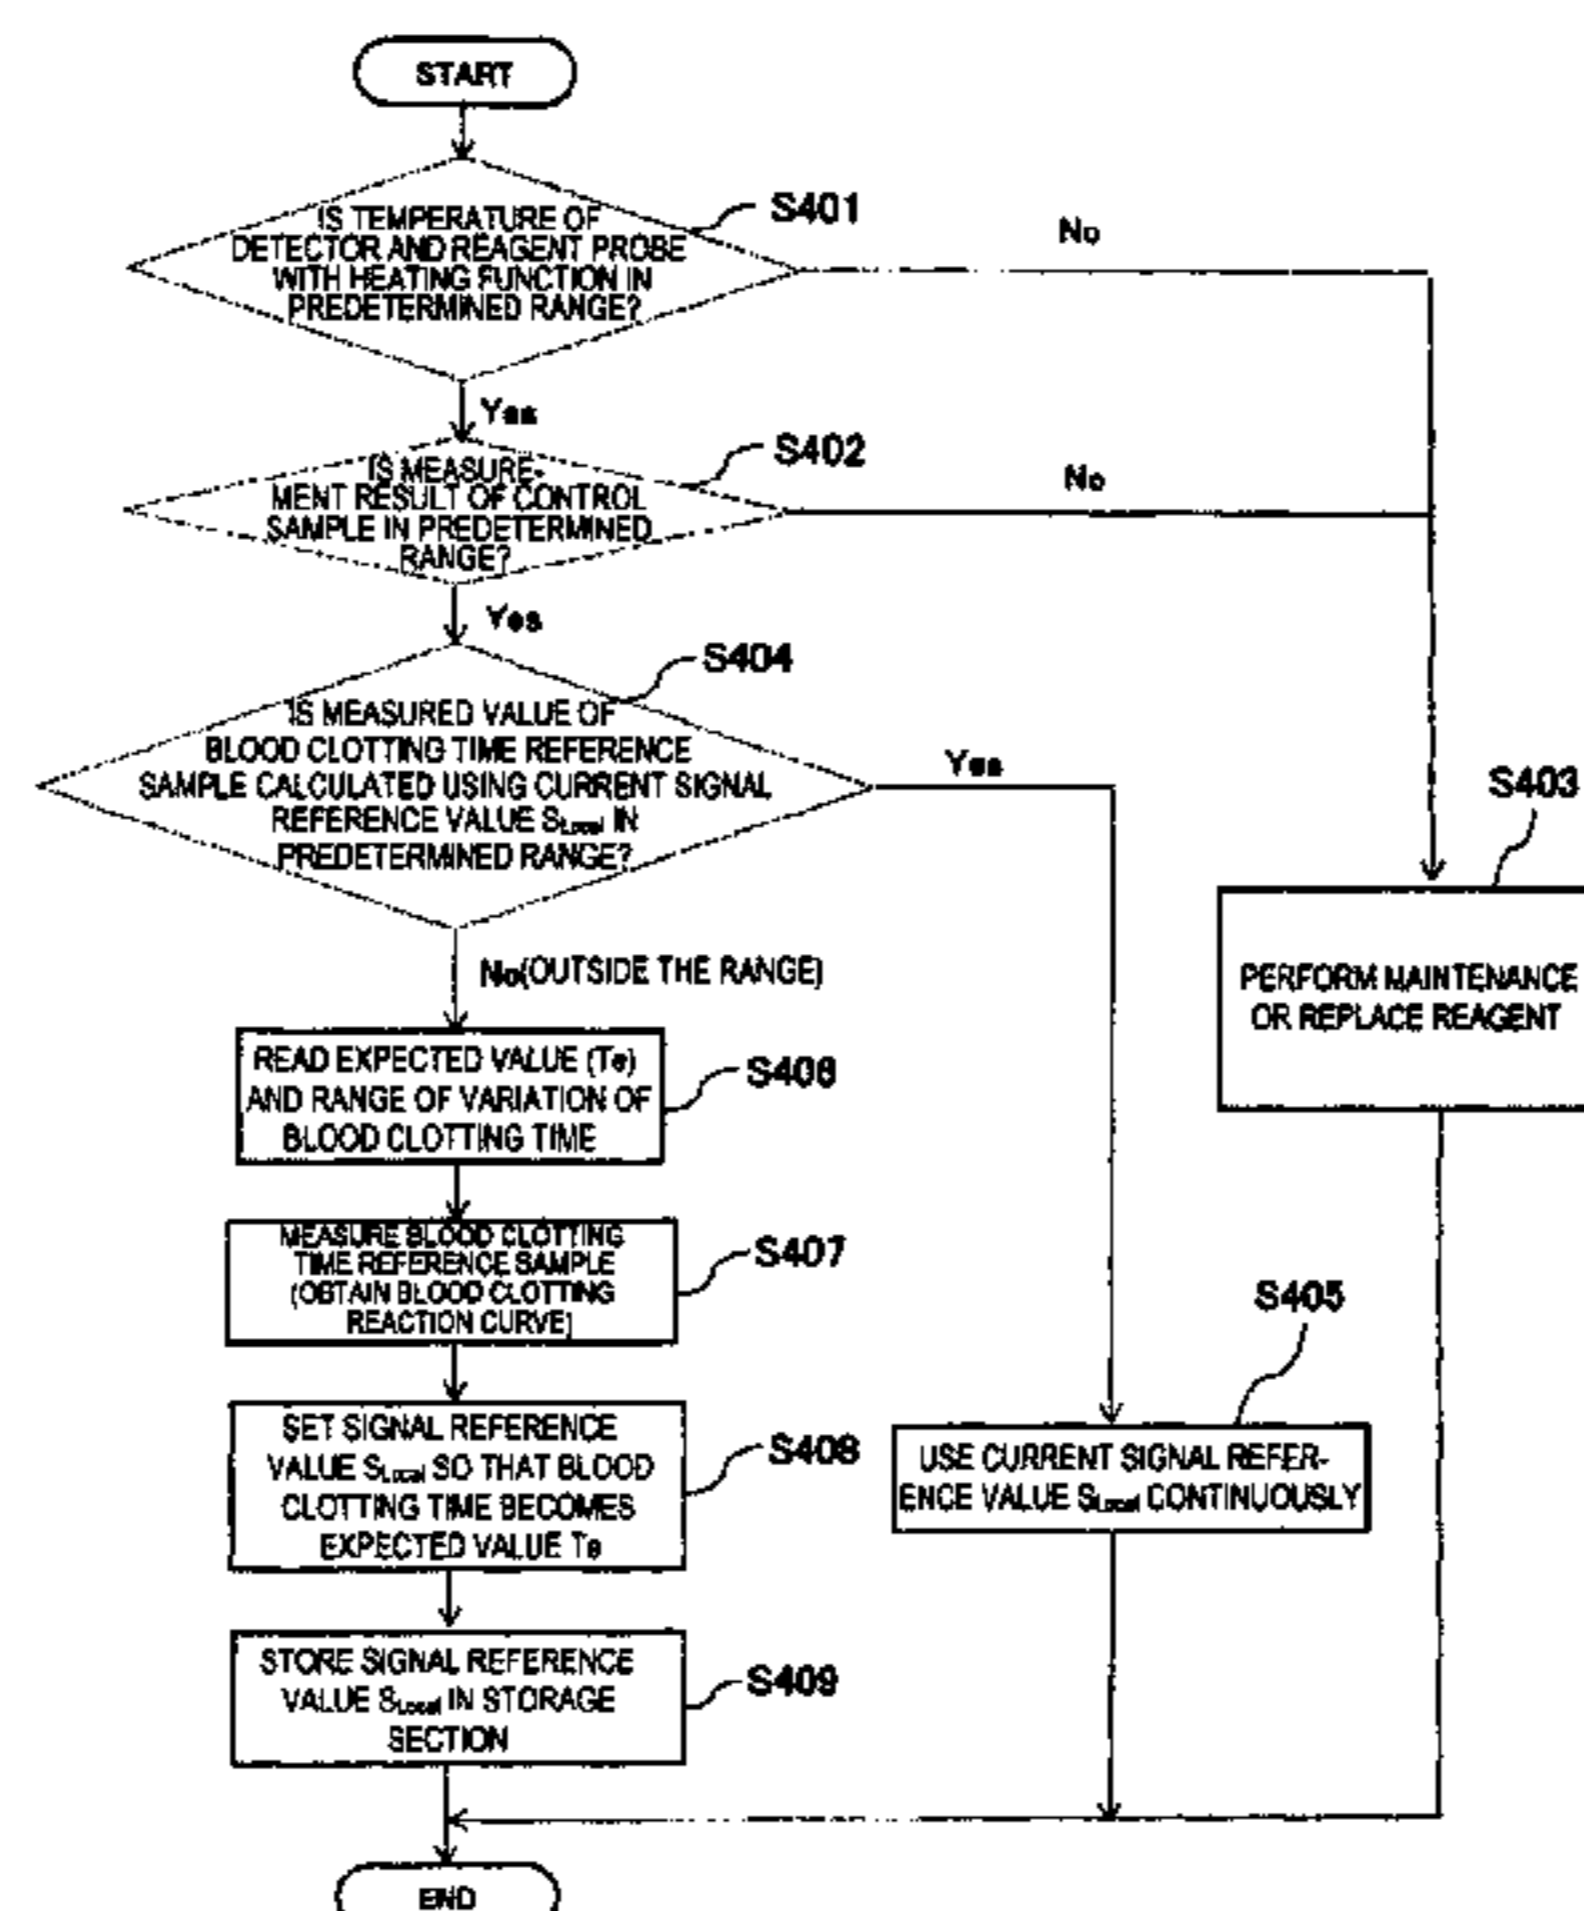 START
IS TEMPERATURE OF
DETECTOR AND REAGENT PROBE
WITH HEATING FUNCTION IN
PREDETERMINED RANGE?
S401
No
Yes
IS MEASURE-
MENT RESULT OF CONTROL
SAMPLE IN PREDETERMINED
RANGE?
S402
No
Yes
IS MEASURED VALUE OF
BLOOD CLOTTING TIME REFERENCE
SAMPLE CALCULATED USING CURRENT SIGNAL
REFERENCE VALUE SLocal IN
PREDETERMINED RANGE?
S404
Yes
S403
PERFORM MAINTENANCE
OR REPLACE REAGENT
No(OUTSIDE THE RANGE)
READ EXPECTED VALUE (Te)
AND RANGE OF VARIATION OF
BLOOD CLOTTING TIME
S406
MEASURE BLOOD CLOTTING
TIME REFERENCE SAMPLE
(OBTAIN BLOOD CLOTTING
REACTION CURVE)
S407
S405
USE CURRENT SIGNAL REFER-
ENCE VALUE SLocal CONTINUOUSLY
SET SIGNAL REFERENCE
VALUE SLocal SO THAT BLOOD
CLOTTING TIME BECOMES
EXPECTED VALUE Te
S408
STORE SIGNAL REFERENCE
VALUE SLocal IN STORAGE
SECTION
S409
END